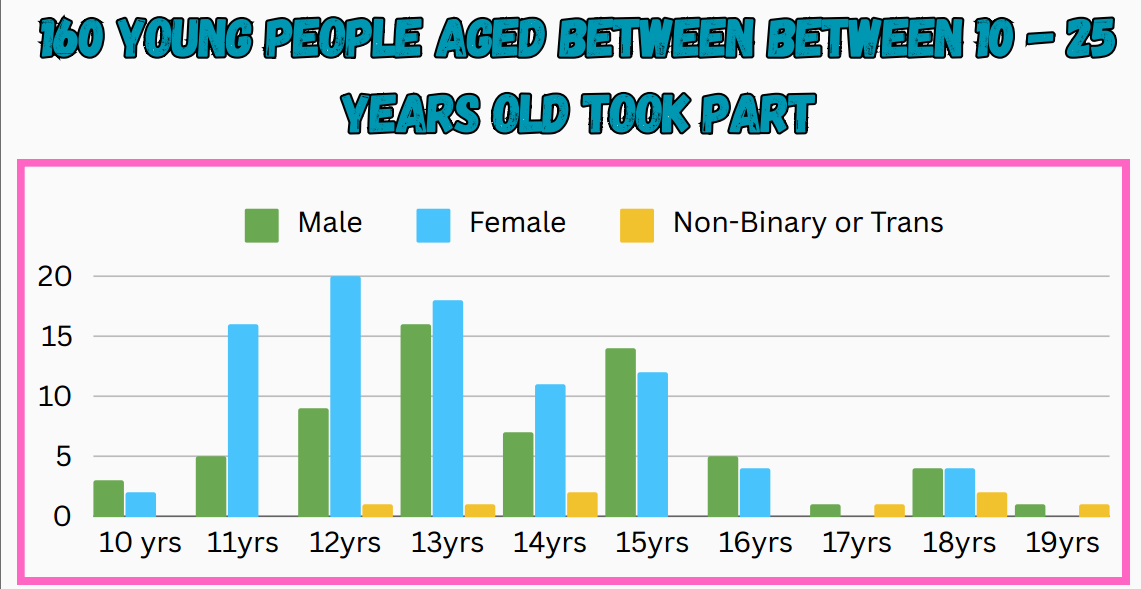 160 YOUNG PEOPLE AGED BETWEEN BETWEEN 10 – 25
YEARS OLD TOOK PART
Male Female Non-Binary or Trans
20
15
10
5
0
10 yrs 11yrs 12yrs 13yrs 14yrs 15yrs 16yrs 17yrs 18yrs 19yrs